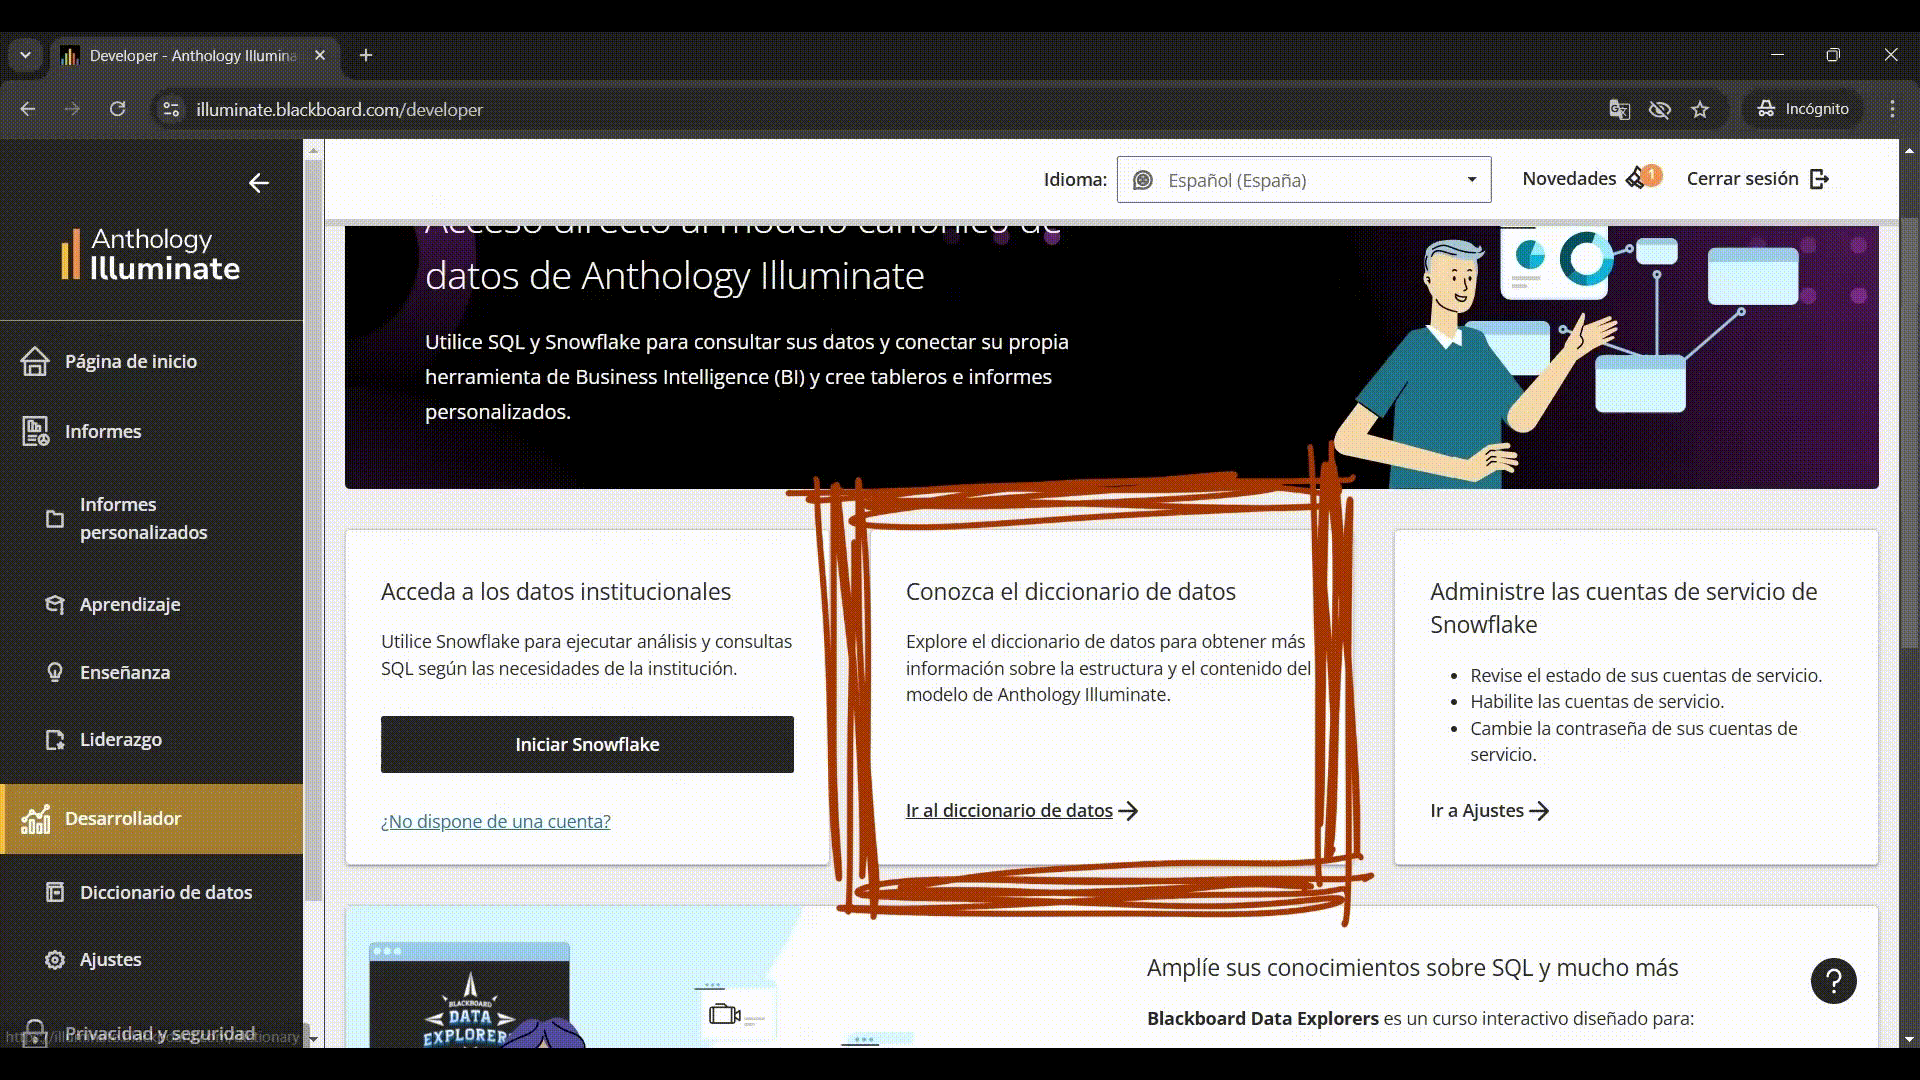 Developer - Anthology Illumina
illuminate.blackboard.com/developer
Incógnito
Idioma: Español (España)
Novedades 1
Cerrar sesión
Anthology
Illuminate
Página de inicio
Informes
Informes
personalizados
Aprendizaje
Enseñanza
Liderazgo
Desarrollador
Diccionario de datos
Ajustes
Privacidad y seguridad
Acceso directo al modelo canónico de
datos de Anthology Illuminate
Utilice SQL y Snowflake para consultar sus datos y conectar su propia
herramienta de Business Intelligence (BI) y cree tableros e informes
personalizados.
Acceda a los datos institucionales
Utilice Snowflake para ejecutar análisis y consultas
SQL según las necesidades de la institución.
Iniciar Snowflake
¿No dispone de una cuenta?
Conozca el diccionario de datos
Explore el diccionario de datos para obtener más
información sobre la estructura y el contenido del
modelo de Anthology Illuminate.
Ir al diccionario de datos
Administre las cuentas de servicio de
Snowflake
Revise el estado de sus cuentas de servicio.
Habilite las cuentas de servicio.
Cambie la contraseña de sus cuentas de
servicio.
Ir a Ajustes
BLACKBOARD
DATA
EXPLORERS
Amplíe sus conocimientos sobre SQL y mucho más
Blackboard Data Explorers es un curso interactivo diseñado para:
?